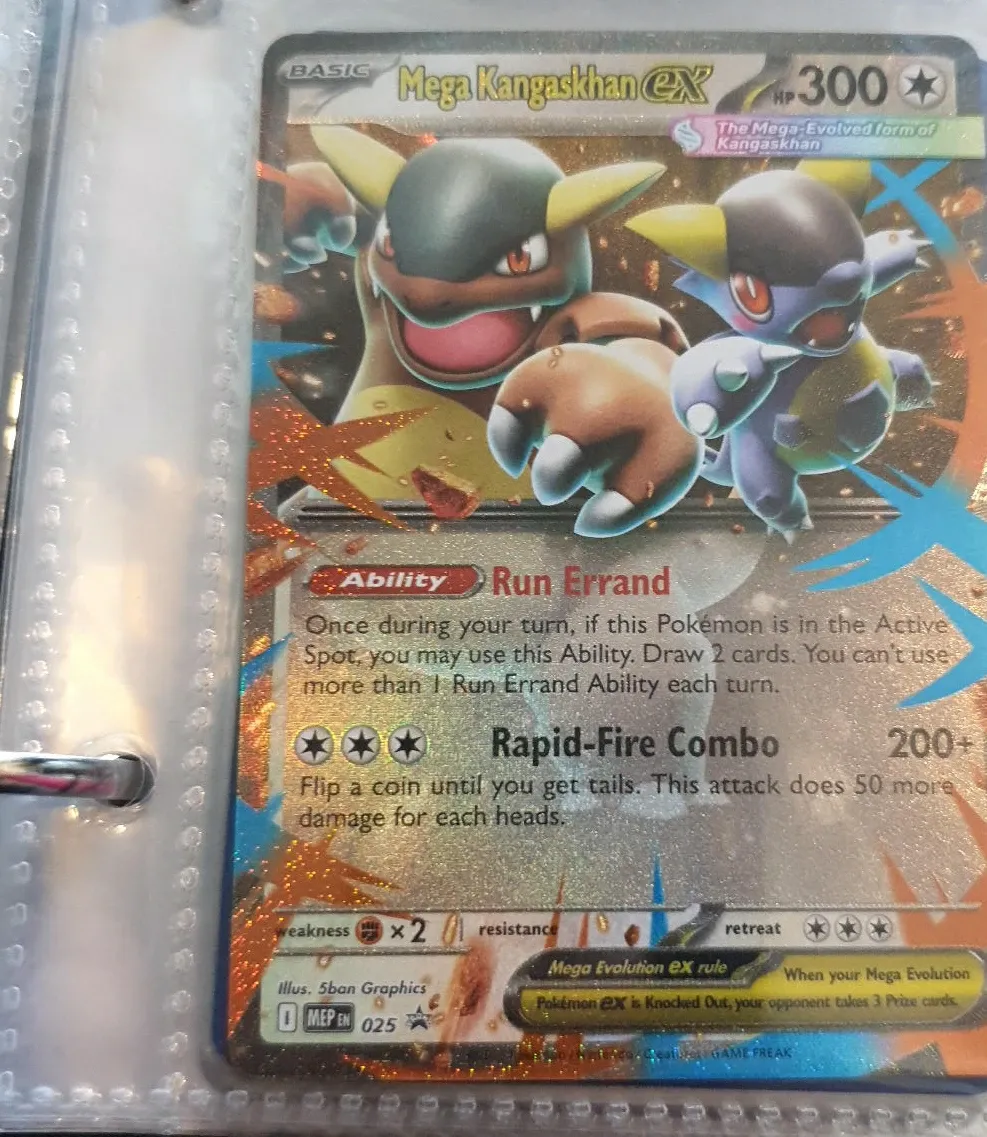 BASIC Mega Kangaskhan ex HP 300
The Mega-Evolved form of
Kangaskhan
Ability Run Errand
Once during your turn, if this Pokémon is in the Active
Spot, you may use this Ability. Draw 2 cards. You can't use
more than 1 Run Errand Ability each turn.
Rapid-Fire Combo 200+
Flip a coin until you get tails. This attack does 50 more
damage for each heads.
weakness ×2 resistance retreat
Mega Evolution ex rule When your Mega Evolution
Pokémon ex is Knocked Out, your opponent takes 3 Prize cards.
Illus. 5ban Graphics
I MEP EN 025
Creatures / GAME FREAK